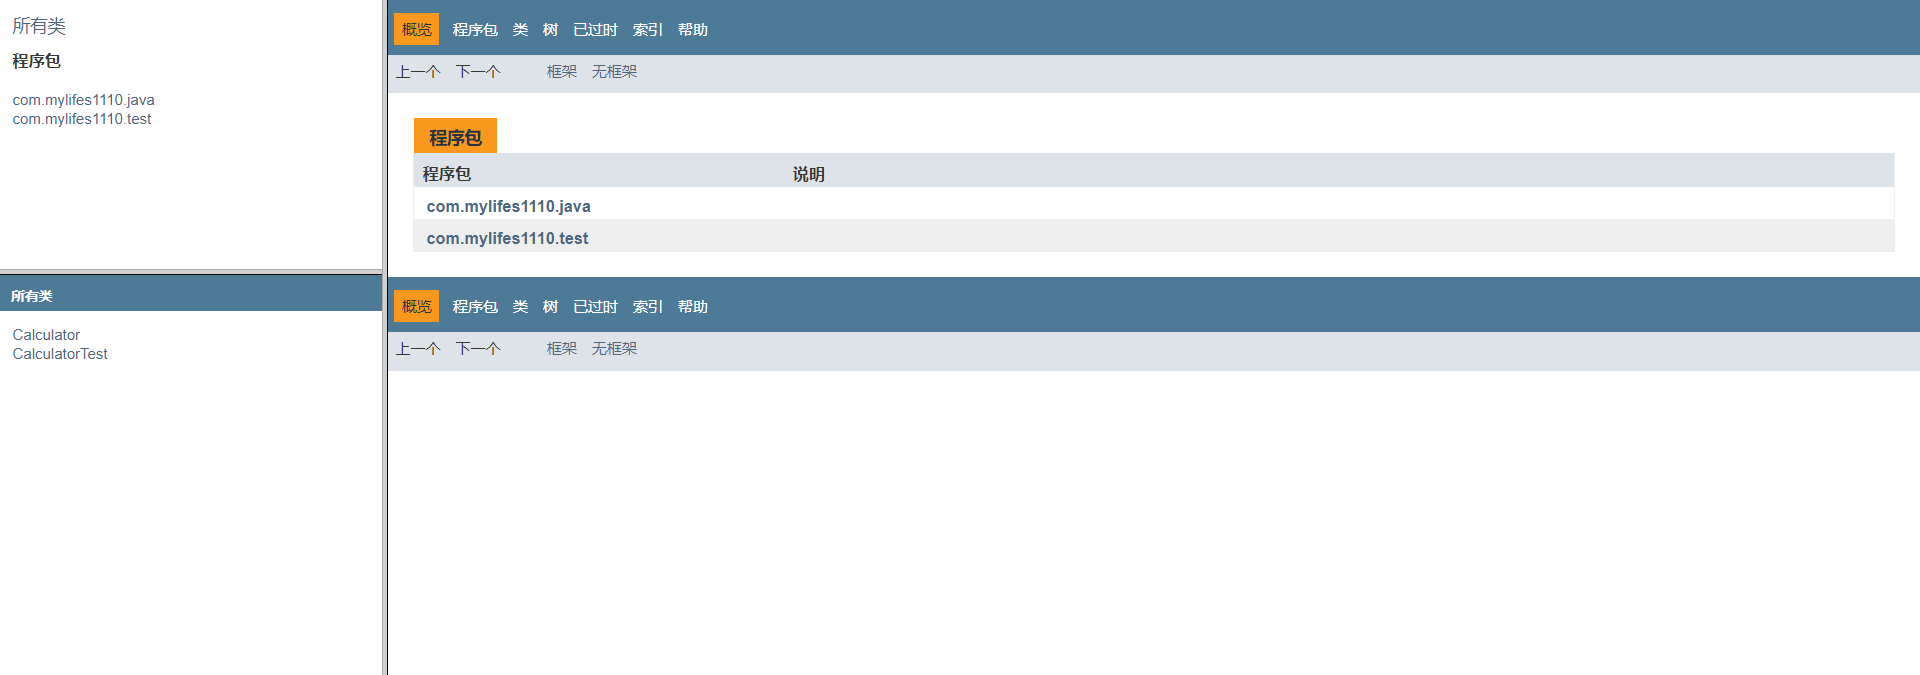 所有类
程序包
com.mylifes1110.java
com.mylifes1110.test
所有类
Calculator
CalculatorTest
概览 程序包 类 树 已过时 索引 帮助
上一个 下一个 框架 无框架
程序包
程序包 说明
com.mylifes1110.java
com.mylifes1110.test
概览 程序包 类 树 已过时 索引 帮助
上一个 下一个 框架 无框架